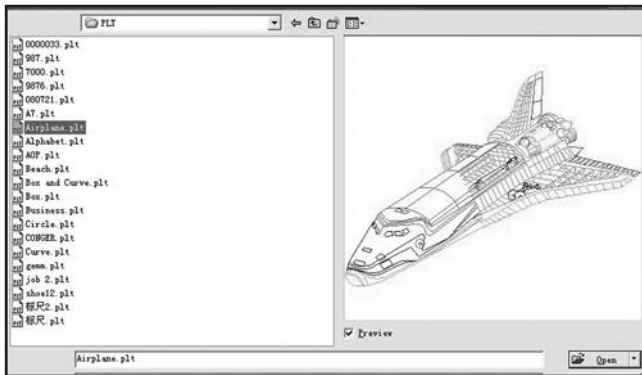 PLT
0000033.plt
987.plt
7000.plt
9876.plt
080721.plt
A7.plt
Airplane.plt
Alphabet.plt
AOP.plt
Beach.plt
Box and Curve.plt
Box.plt
Business.plt
Circle.plt
CONGER.plt
Curve.plt
gemm.plt
job 2.plt
shoe12.plt
标尺2.plt
标尺.plt
Preview
Airplane.plt
Open